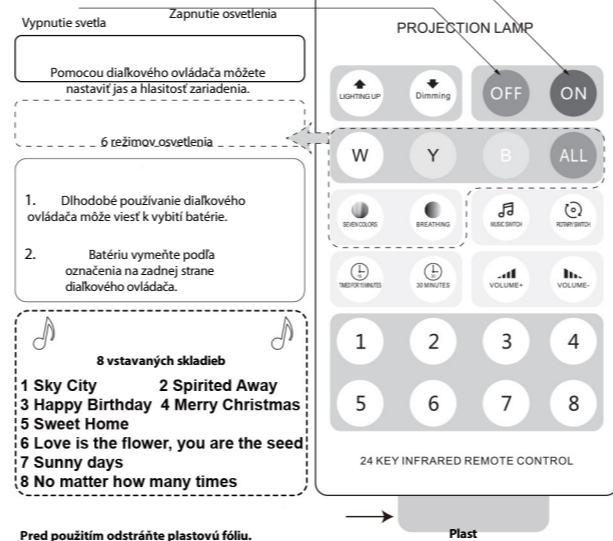 Vypnutie svetla
Zapnutie osvetlenia
Pomocou diaľkového ovládača môžete
nastaviť jas a hlasitosť zariadenia.
6 režimov osvetlenia
1. Dlhodobé používanie diaľkového
ovládača môže viesť k vybití batérie.
2. Batériu vymeňte podľa
označenia na zadnej strane
diaľkového ovládača.
8 vstavaných skladieb
1 Sky City 2 Spirited Away
3 Happy Birthday 4 Merry Christmas
5 Sweet Home
6 Love is the flower, you are the seed
7 Sunny days
8 No matter how many times
Pred použitím odstráňte plastovú fóliu.
PROJECTION LAMP
LIGHTING UP Dimming OFF ON
W Y B ALL
SEVEN COLORS BREATHING MUSIC SWITCH ROTARY SWITCH
TIMED FOR 15 MINUTES 30 MINUTES VOLUME+ VOLUME-
1 2 3 4
5 6 7 8
24 KEY INFRARED REMOTE CONTROL
Plast